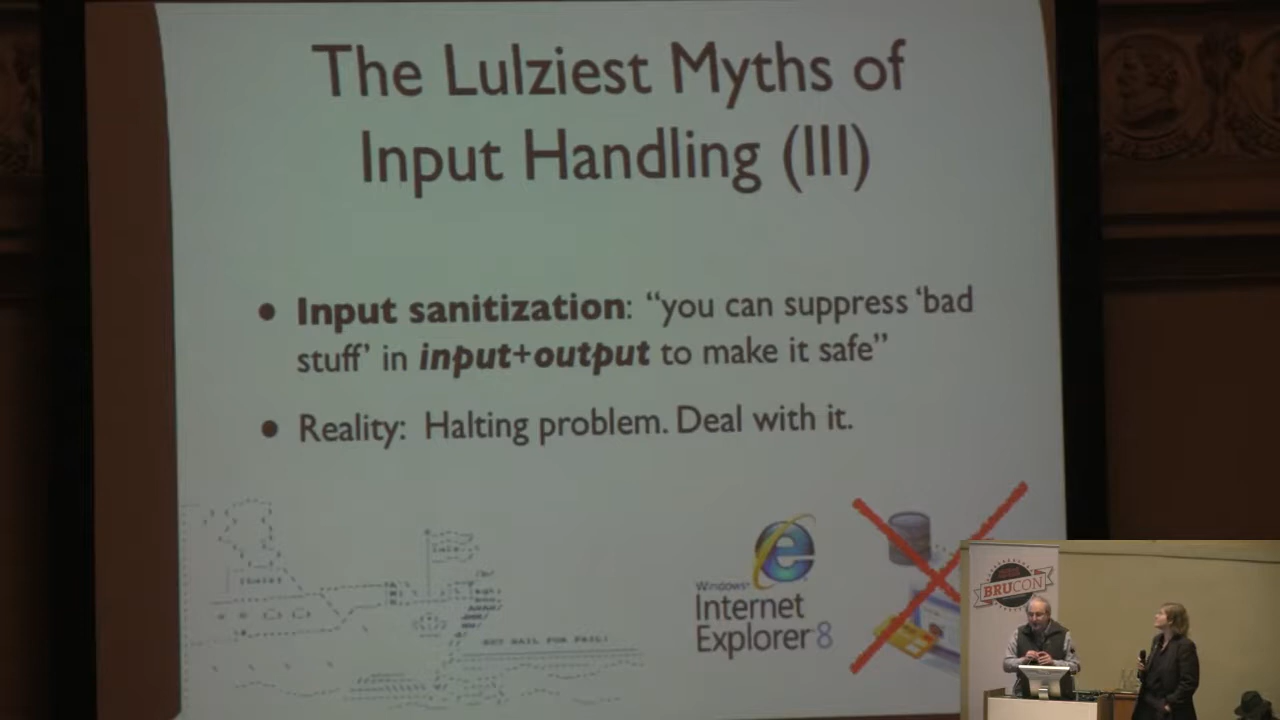 The Lulziest Myths of
Input Handling (III)
• Input sanitization: “you can suppress ‘bad
stuff’ in input+output to make it safe”
• Reality: Halting problem. Deal with it.
Windows
Internet
Explorer 8
BRUCON